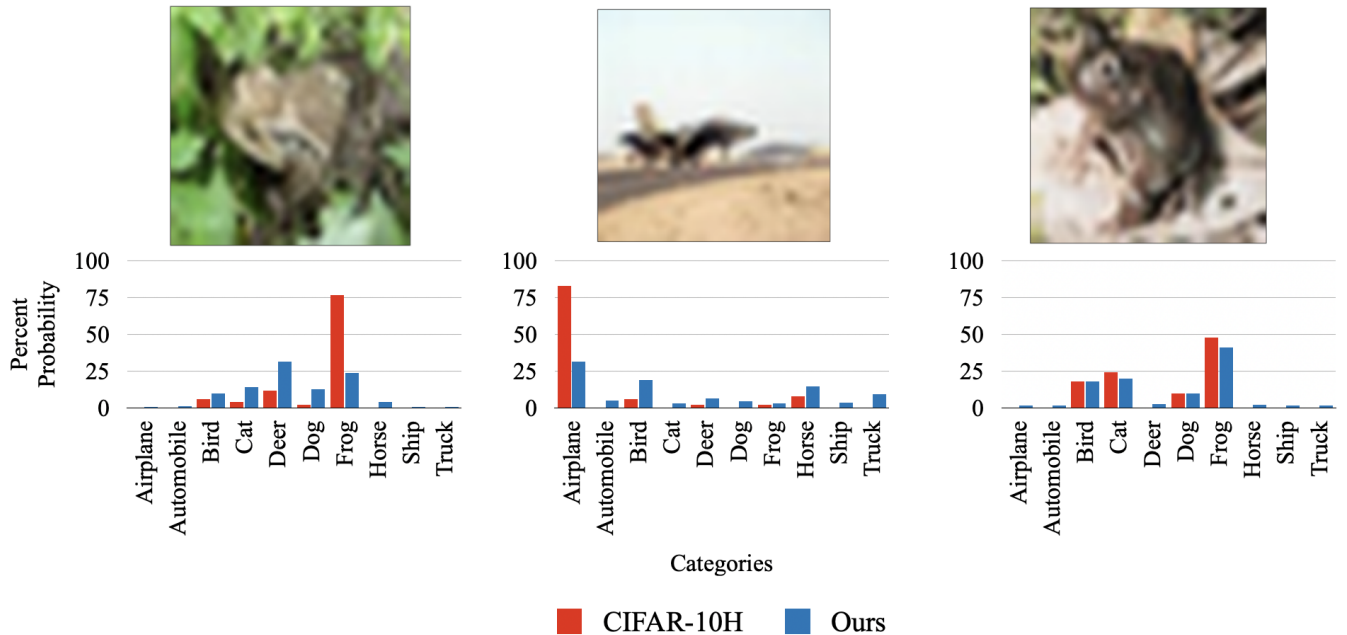 100
75
50
25
0
Percent
Probability
Airplane
Automobile
Bird
Cat
Deer
Dog
Frog
Horse
Ship
Truck
100
75
50
25
0
Airplane
Automobile
Bird
Cat
Deer
Dog
Frog
Horse
Ship
Truck
100
75
50
25
0
Airplane
Automobile
Bird
Cat
Deer
Dog
Frog
Horse
Ship
Truck
Categories
CIFAR-10H Ours